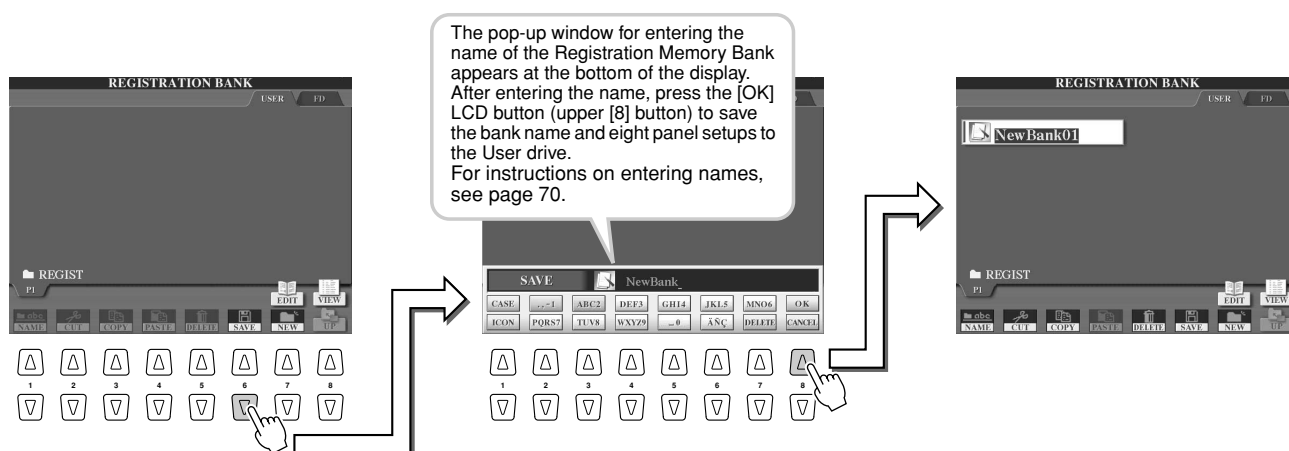 The pop-up window for entering the
name of the Registration Memory Bank
appears at the bottom of the display.
After entering the name, press the [OK]
LCD button (upper [8] button) to save
the bank name and eight panel setups to
the User drive.
For instructions on entering names,
see page 70.
REGISTRATION BANK
USER FD
REGIST
P1
EDIT VIEW
abc
NAME CUT COPY PASTE DELETE SAVE NEW UP
1 2 3 4 5 6 7 8
SAVE NewBank_
CASE .,-1 ABC2 DEF3 GHI4 JKL5 MNO6 OK
ICON PQRS7 TUV8 WXYZ9 _0 ÄÑÇ DELETE CANCEL
1 2 3 4 5 6 7 8
REGISTRATION BANK
USER FD
NewBank01
REGIST
P1
EDIT VIEW
abc
NAME CUT COPY PASTE DELETE SAVE NEW UP